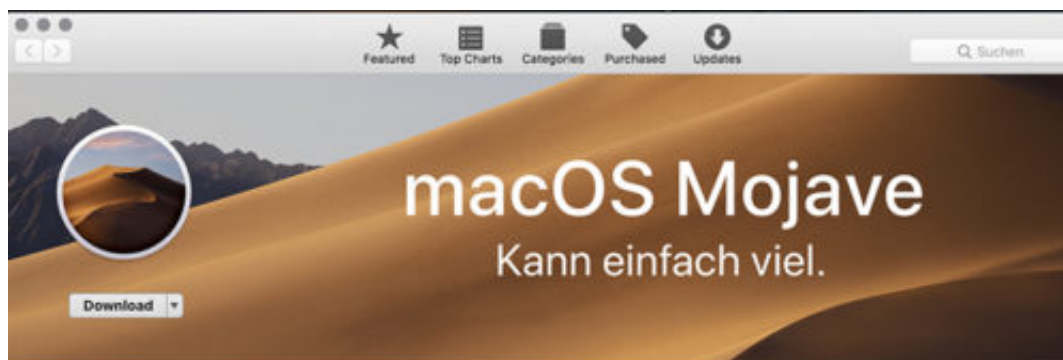 Featured Top Charts Categories Purchased Updates Suchen
macOS Mojave
Kann einfach viel.
Download